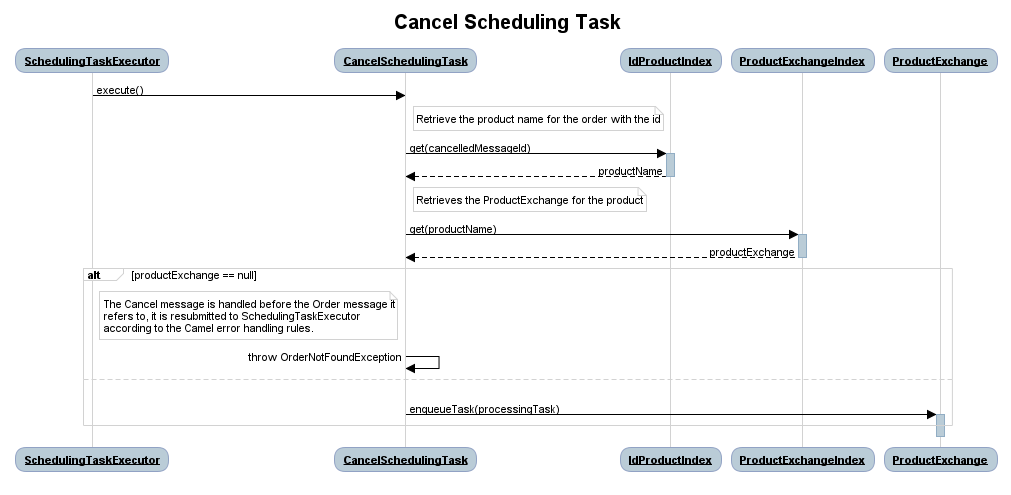 Cancel Scheduling Task
SchedulingTaskExecutor
CancelSchedulingTask
IdProductIndex
ProductExchangeIndex
ProductExchange
execute()
Retrieve the product name for the order with the id
get(cancelledMessageId)
productName
Retrieves the ProductExchange for the product
get(productName)
productExchange
alt
[productExchange == null]
The Cancel message is handled before the Order message it
refers to, it is resubmitted to SchedulingTaskExecutor
according to the Camel error handling rules.
throw OrderNotFoundException
enqueueTask(processingTask)
SchedulingTaskExecutor
CancelSchedulingTask
IdProductIndex
ProductExchangeIndex
ProductExchange